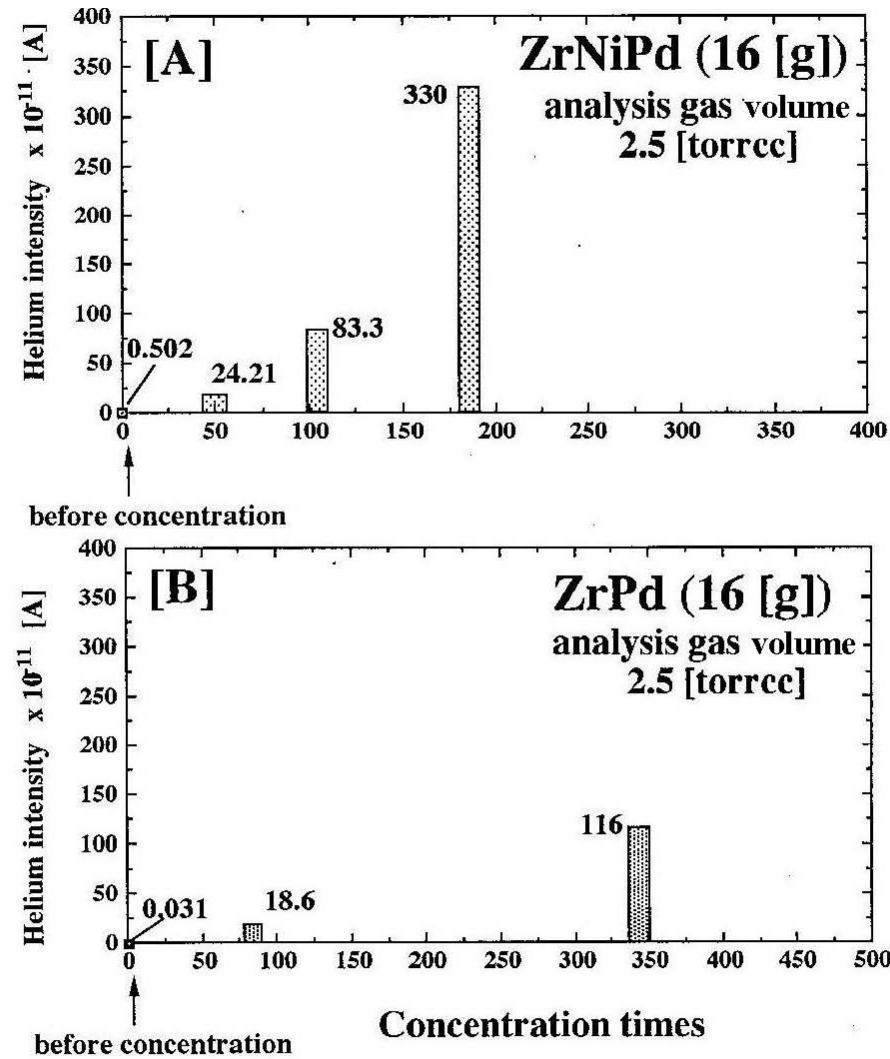 [A]
ZrNiPd (16 [g])
analysis gas volume
2.5 [torrcc]
Helium intensity x 10-11 · [A]
400
350
300
250
200
150
100
50
0
0.502
24.21
83.3
330
0 50 100 150 200 250 300 350 400
before concentration
[B]
ZrPd (16 [g])
analysis gas volume
2.5 [torrcc]
Helium intensity x 10-11 [A]
400
350
300
250
200
150
100
50
0
0.031
18.6
116
0 50 100 150 200 250 300 350 400 450 500
before concentration
Concentration times